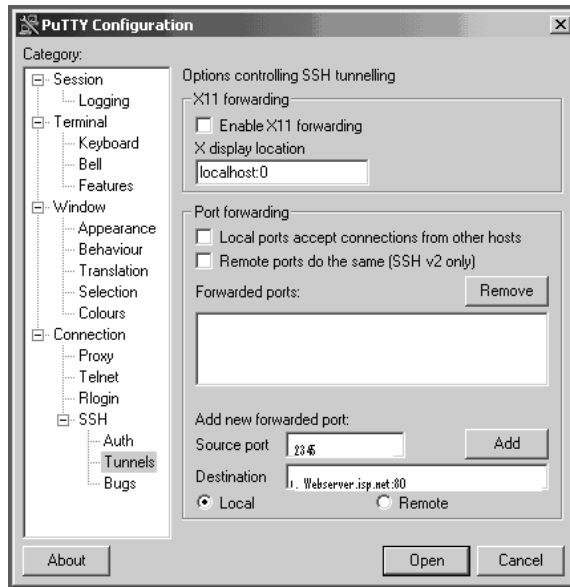 PuTTY Configuration
Category:
Session
Logging
Terminal
Keyboard
Bell
Features
Window
Appearance
Behaviour
Translation
Selection
Colours
Connection
Proxy
Telnet
Rlogin
SSH
Auth
Tunnels
Bugs
Options controlling SSH tunnelling
X11 forwarding
Enable X11 forwarding
X display location
localhost:0
Port forwarding
Local ports accept connections from other hosts
Remote ports do the same (SSH v2 only)
Forwarded ports:
Remove
Add new forwarded port:
Source port
Add
Destination
Webserver.isp.net:80
Local
Remote
About
Open
Cancel